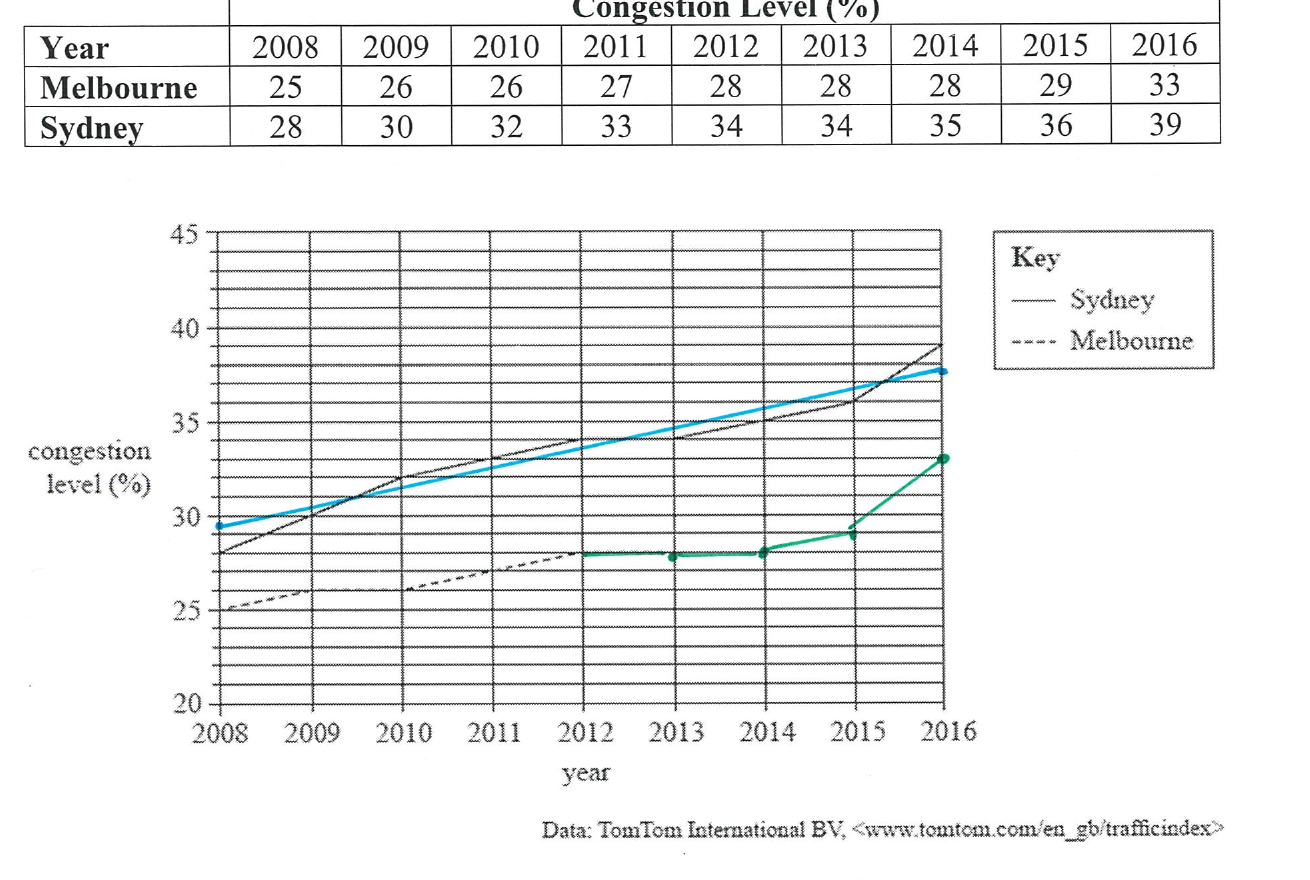 Congestion Level (%)
Year 2008 2009 2010 2011 2012 2013 2014 2015 2016
Melbourne 25 26 26 27 28 28 28 29 33
Sydney 28 30 32 33 34 34 35 36 39
45
40
35
30
25
20
congestion
level (%)
2008 2009 2010 2011 2012 2013 2014 2015 2016
year
Key
Sydney
Melbourne
Data: TomTom International BV, <www.tomtom.com/en_gb/trafficindex>